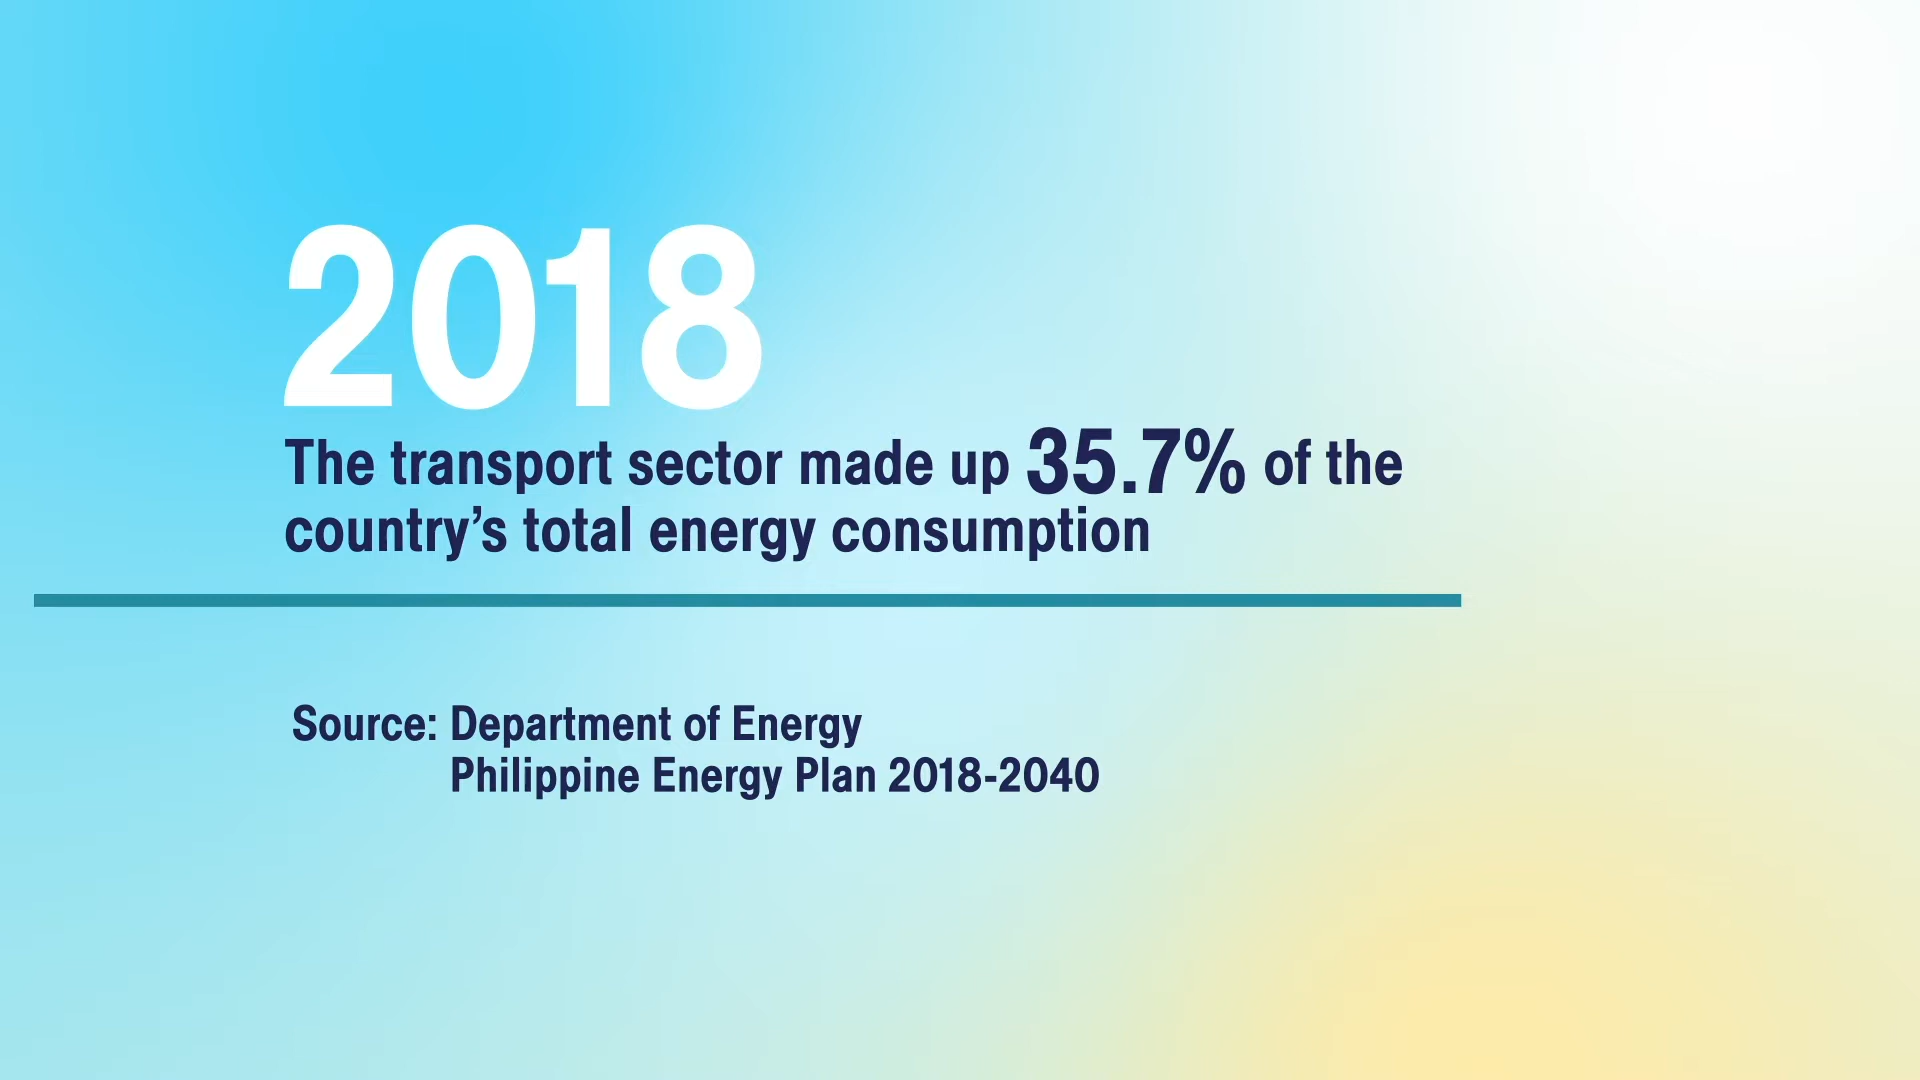 2018
The transport sector made up 35.7% of the
country’s total energy consumption
Source: Department of Energy
Philippine Energy Plan 2018-2040